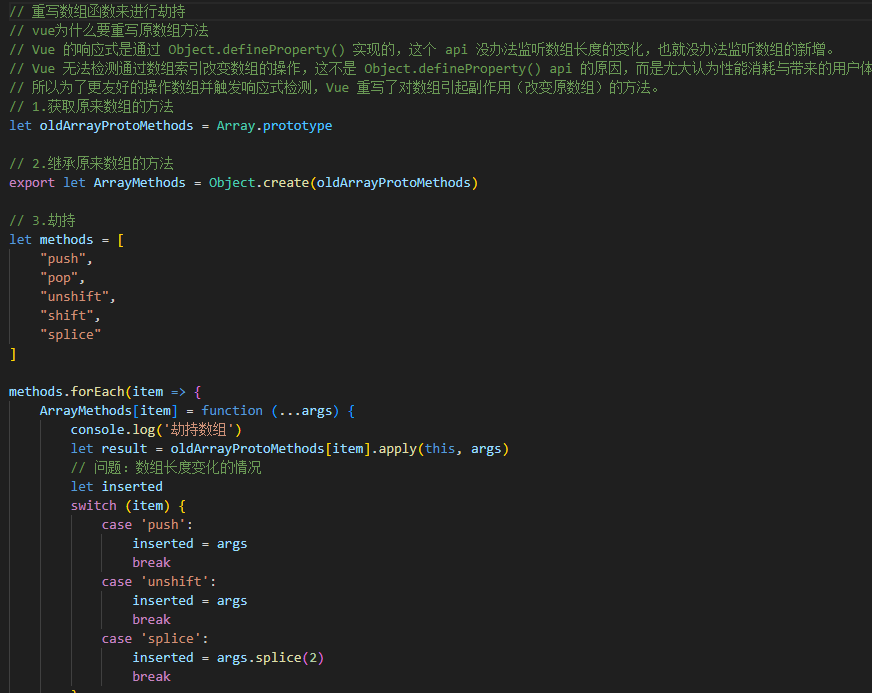 // 重写数组函数来进行劫持
// vue为什么要重写原数组方法
// Vue 的响应式是通过 Object.defineProperty() 实现的，这个 api 没办法监听数组长度的变化，也就没办法监听数组的新增。
// Vue 无法检测通过数组索引改变数组的操作，这不是 Object.defineProperty() api 的原因，而是尤大认为性能消耗与带来的用户体
// 所以为了更友好的操作数组并触发响应式检测，Vue 重写了对数组引起副作用（改变原数组）的方法。
// 1.获取原来数组的方法
let oldArrayProtoMethods = Array.prototype
// 2.继承原来数组的方法
export let ArrayMethods = Object.create(oldArrayProtoMethods)
// 3.劫持
let methods = [
"push",
"pop",
"unshift",
"shift",
"splice"
]
methods.forEach(item => {
ArrayMethods[item] = function (...args) {
console.log('劫持数组')
let result = oldArrayProtoMethods[item].apply(this, args)
// 问题：数组长度变化的情况
let inserted
switch (item) {
case 'push':
inserted = args
break
case 'unshift':
inserted = args
break
case 'splice':
inserted = args.splice(2)
break